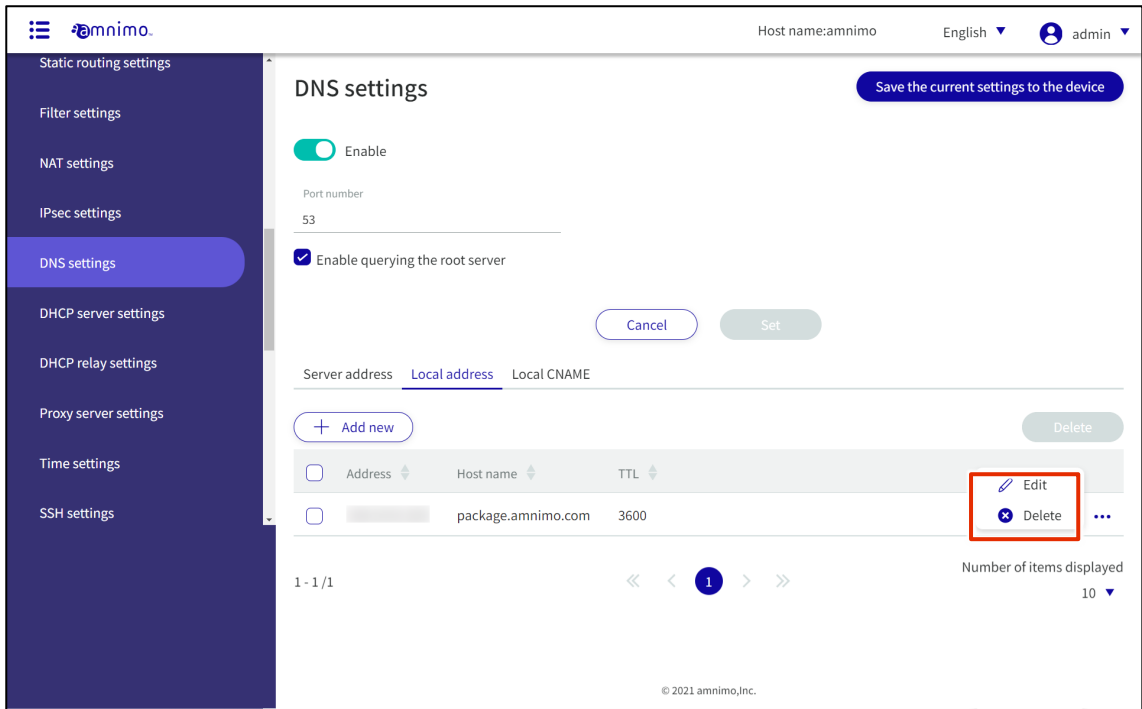 amnimo
Host name:amnimo
English
admin
Static routing settings
Filter settings
NAT settings
IPsec settings
DNS settings
DHCP server settings
DHCP relay settings
Proxy server settings
Time settings
SSH settings
DNS settings
Save the current settings to the device
Enable
Port number
53
Enable querying the root server
Cancel
Set
Server address Local address Local CNAME
+ Add new
Delete
Address Host name TTL
Edit
package.amnimo.com 3600
Delete
1 - 1 /1
« < 1 > »
Number of items displayed
10
© 2021 amnimo,Inc.